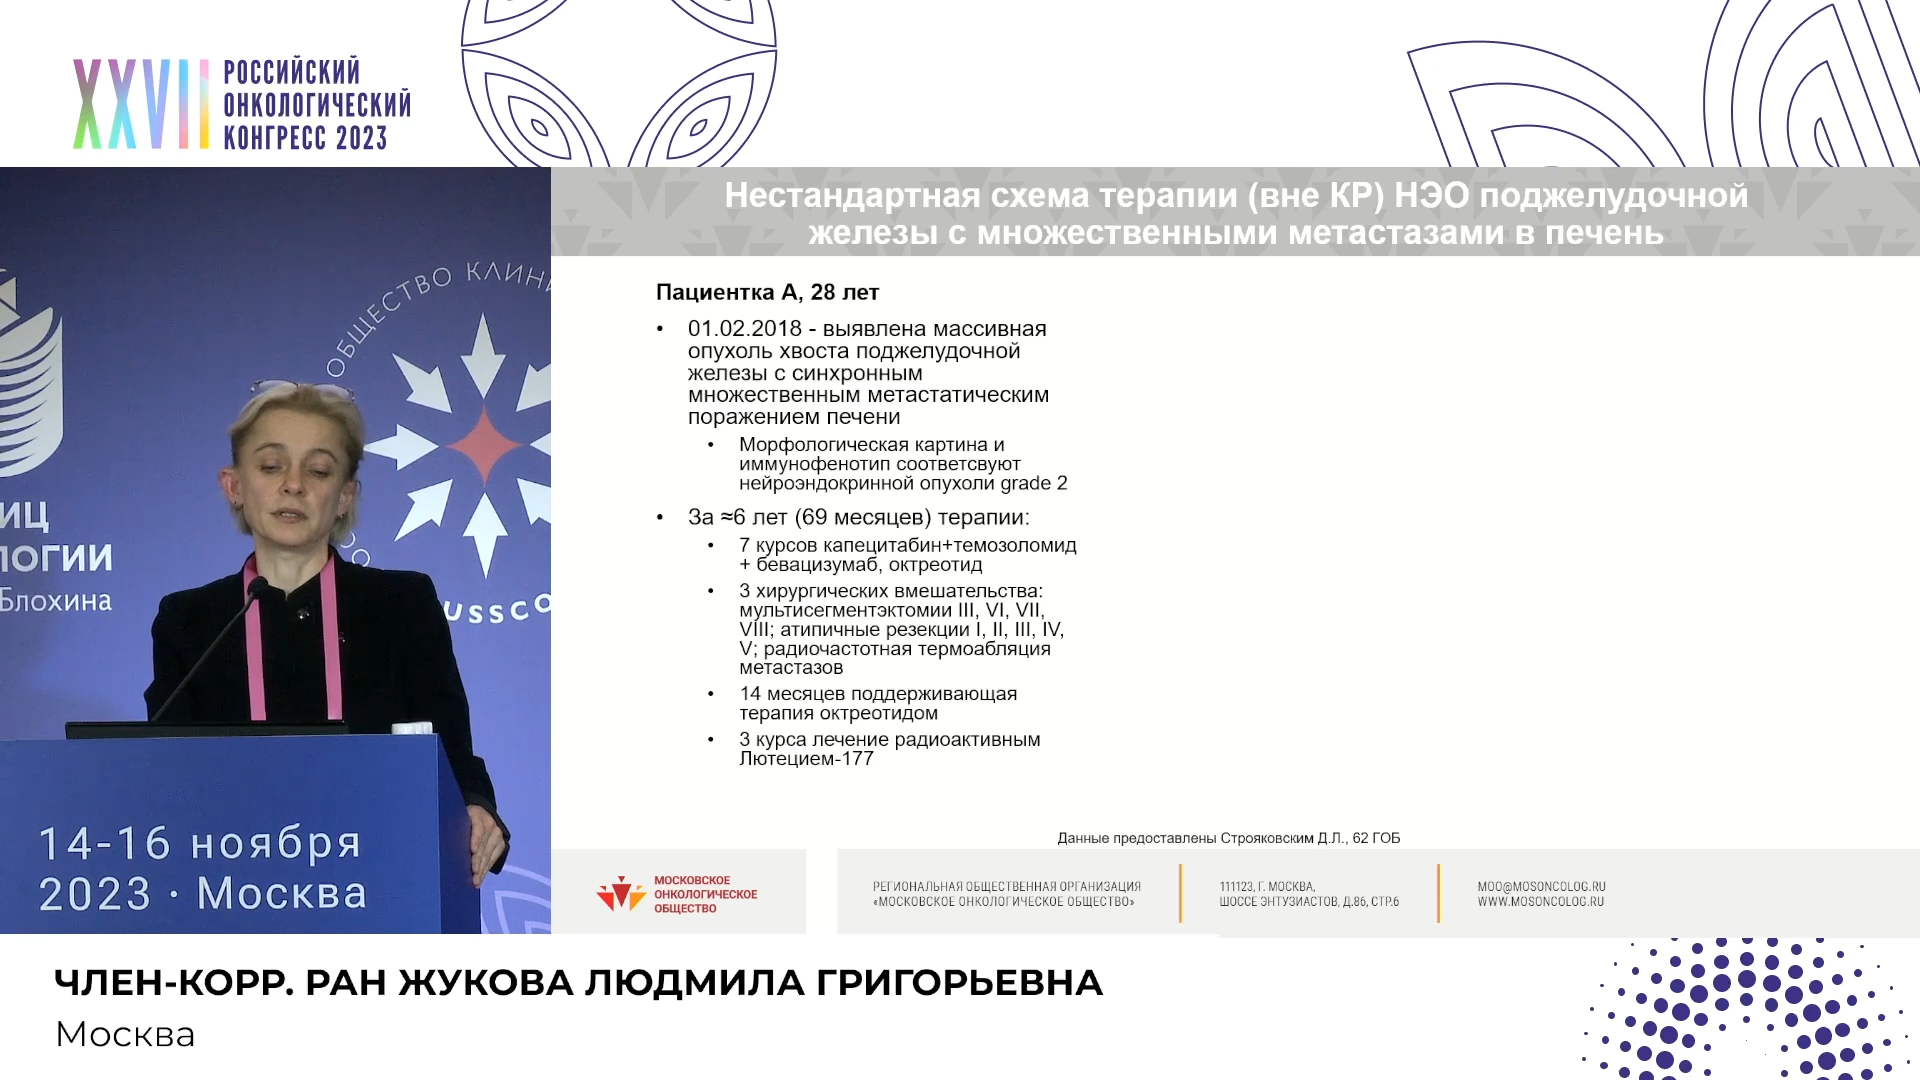 XXVII
РОССИЙСКИЙ
ОНКОЛОГИЧЕСКИЙ
КОНГРЕСС 2023
Нестандартная схема терапии (вне КР) НЭО поджелудочной
железы с множественными метастазами в печень
Пациентка А, 28 лет
• 01.02.2018 - выявлена массивная
опухоль хвоста поджелудочной
железы с синхронным
множественным метастатическим
поражением печени
• Морфологическая картина и
иммунофенотип соответсвуют
нейроэндокринной опухоли grade 2
• За ≈6 лет (69 месяцев) терапии:
• 7 курсов капецитабин+темозоломид
+ бевацизумаб, октреотид
• 3 хирургических вмешательства:
мультисегментэктомии III, VI, VII,
VIII; атипичные резекции I, II, III, IV,
V; радиочастотная термоабляция
метастазов
• 14 месяцев поддерживающая
терапия октреотидом
• 3 курса лечение радиоактивным
Лютецием-177
Данные предоставлены Строяковским Д.Л., 62 ГОБ
МОСКОВСКОЕ
ОНКОЛОГИЧЕСКОЕ
ОБЩЕСТВО
РЕГИОНАЛЬНАЯ ОБЩЕСТВЕННАЯ ОРГАНИЗАЦИЯ
«МОСКОВСКОЕ ОНКОЛОГИЧЕСКОЕ ОБЩЕСТВО»
111123, Г. МОСКВА,
ШОССЕ ЭНТУЗИАСТОВ, Д.86, СТР.6
MOO@MOSONCOLOG.RU
WWW.MOSONCOLOG.RU
ОБЩЕСТВО КЛИНИ
USSCO
ИЦ
ЛОГИИ
Блохина
14-16 ноября
2023 · Москва
ЧЛЕН-КОРР. РАН ЖУКОВА ЛЮДМИЛА ГРИГОРЬЕВНА
Москва